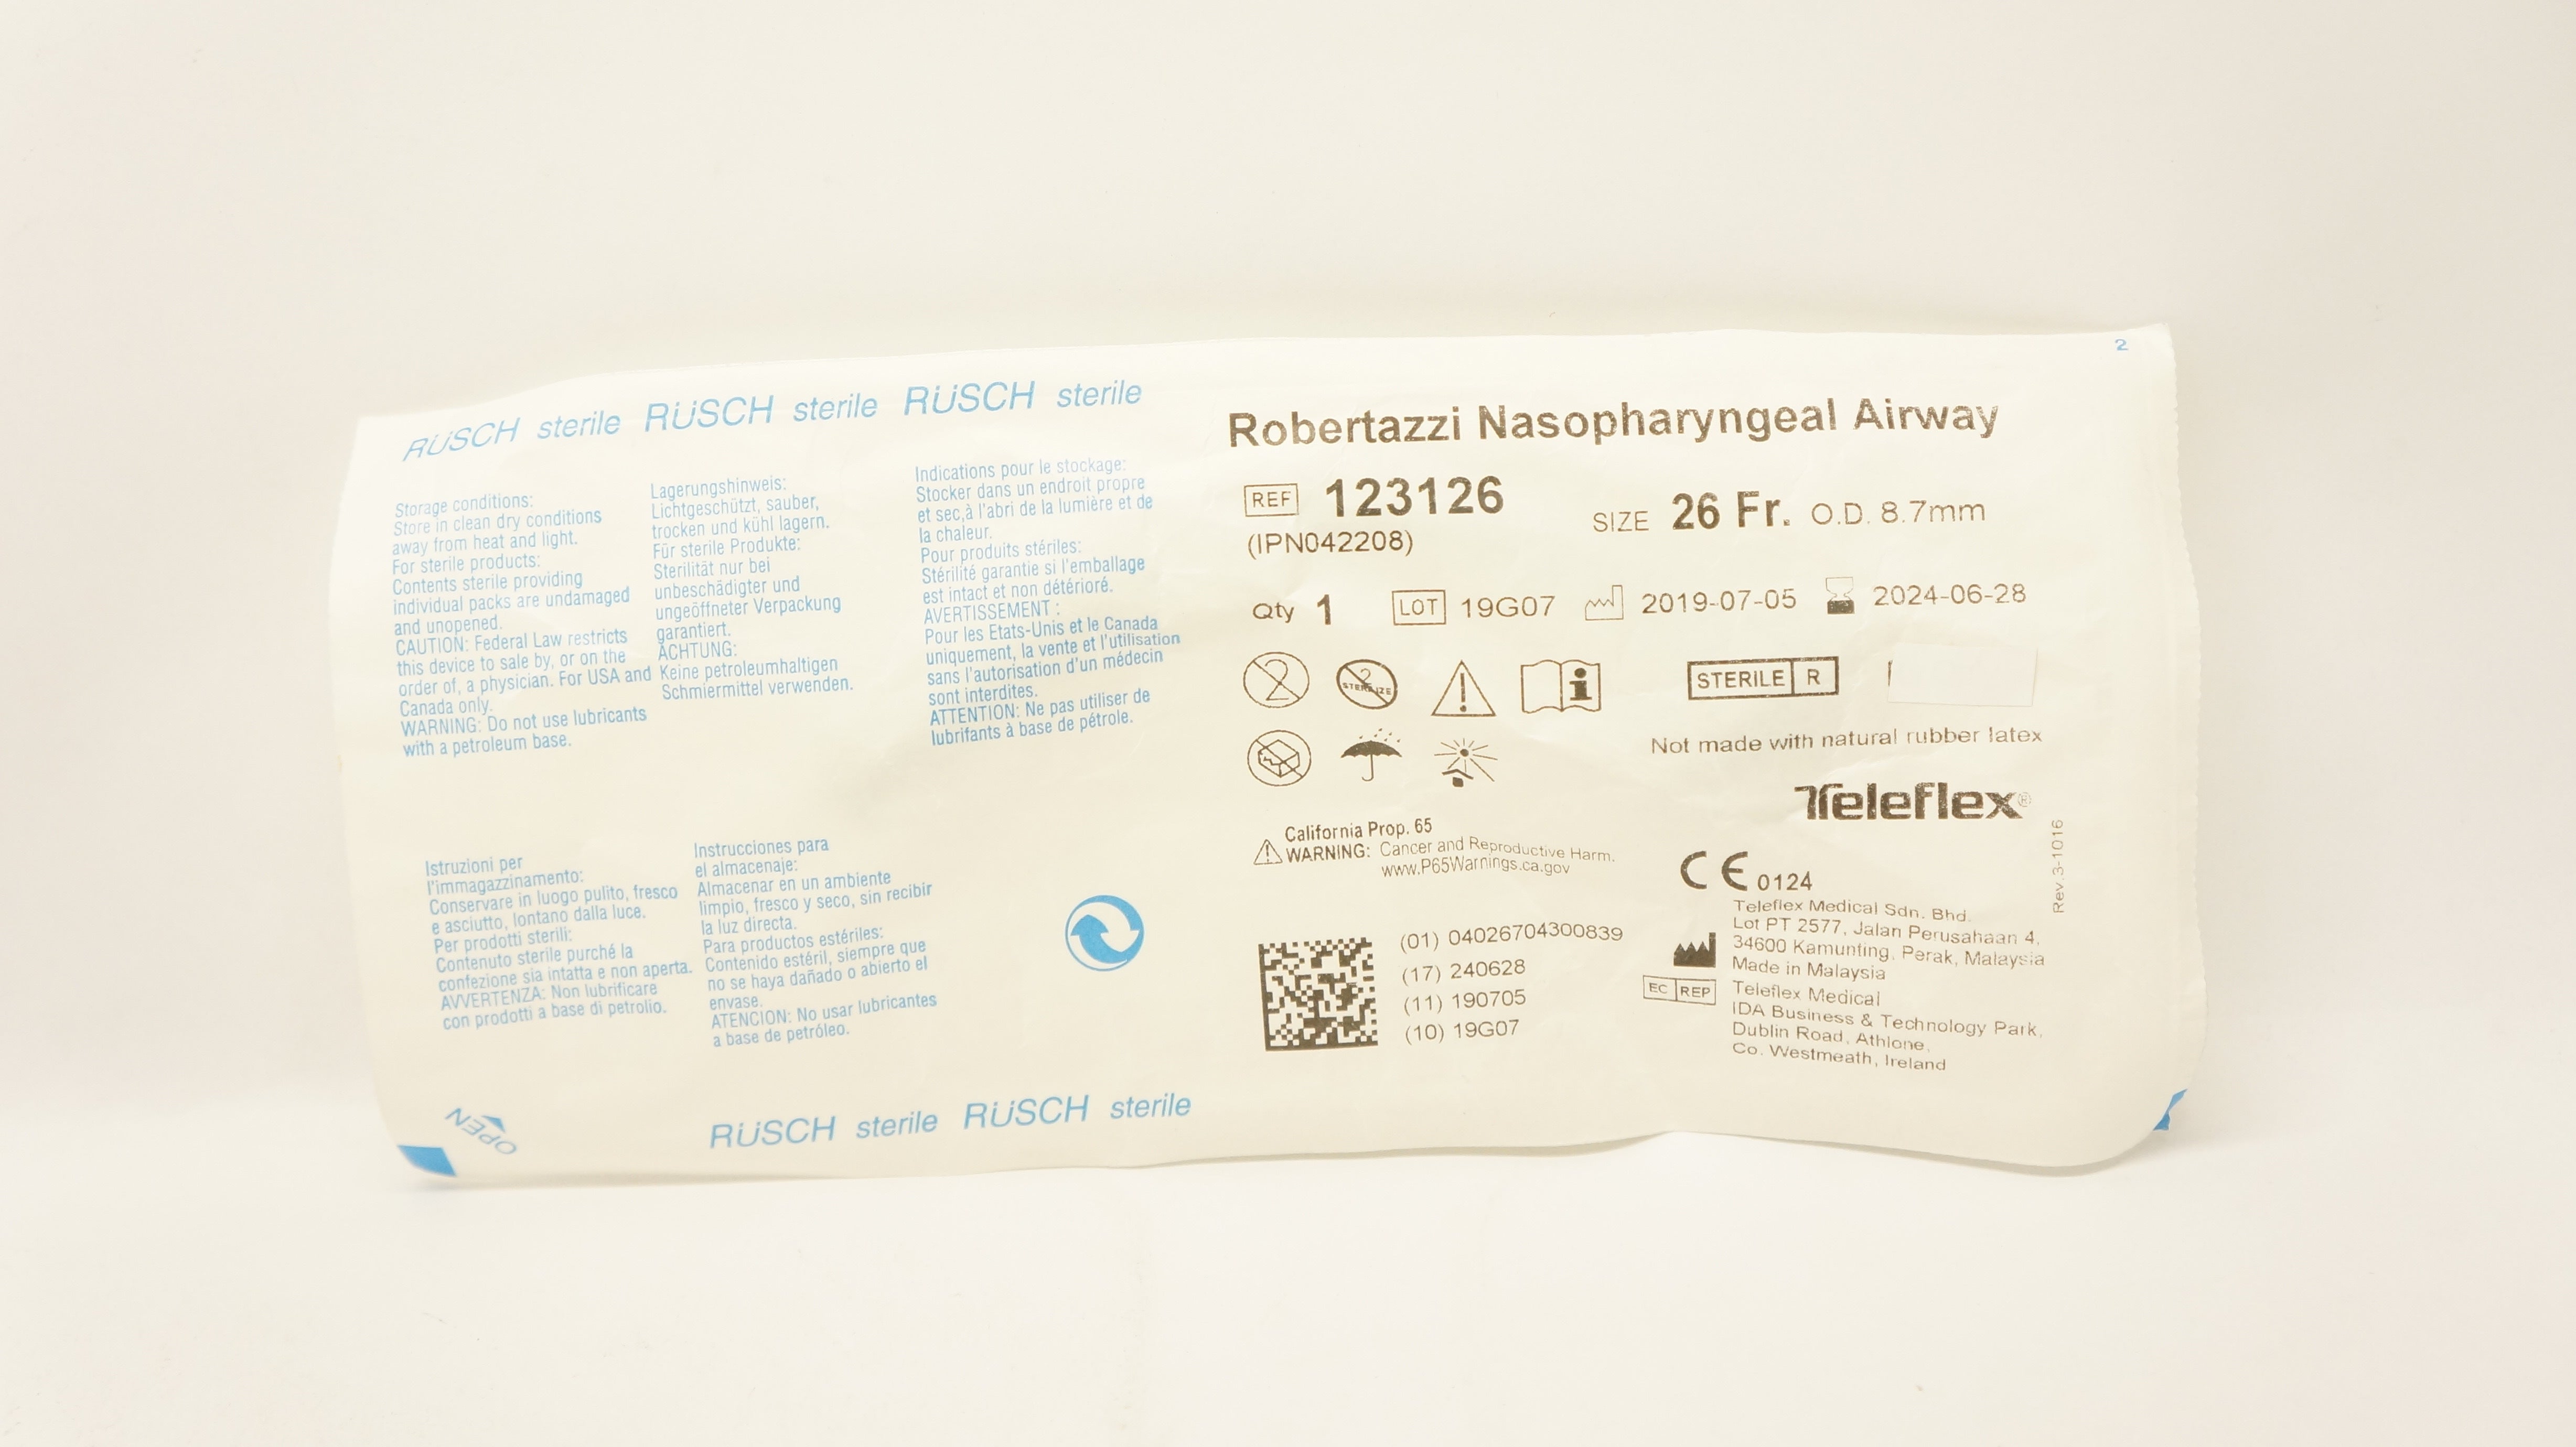 2
RÜSCH sterile RÜSCH sterile RÜSCH sterile
Storage conditions:
Store in clean dry conditions
away from heat and light.
For sterile products:
Contents sterile providing
individual packs are undamaged
and unopened.
CAUTION: Federal Law restricts
this device to sale by, or on the
order of, a physician. For USA and
Canada only.
WARNING: Do not use lubricants
with a petroleum base.
Lagerungshinweis:
Lichtgeschützt, sauber,
trocken und kühl lagern.
Für sterile Produkte:
Sterilität nur bei
unbeschädigter und
ungeöffneter Verpackung
garantiert.
ACHTUNG:
Keine petroleumhaltigen
Schmiermittel verwenden.
Indications pour le stockage:
Stocker dans un endroit propre
et sec,à l'abri de la lumière et de
la chaleur.
Pour produits stériles:
Stérilité garantie si l'emballage
est intact et non détérioré.
AVERTISSEMENT :
Pour les Etats-Unis et le Canada
uniquement, la vente et l'utilisation
sans l'autorisation d'un médecin
sont interdites.
ATTENTION: Ne pas utiliser de
lubrifants à base de pétrole.
Istruzioni per
l'immagazzinamento:
Conservare in luogo pulito, fresco
e asciutto, lontano dalla luce.
Per prodotti sterili:
Contenuto sterile purché la
confezione sia intatta e non aperta.
AVVERTENZA: Non lubrificare
con prodotti a base di petrolio.
Instrucciones para
el almacenaje:
Almacenar en un ambiente
limpio, fresco y seco, sin recibir
la luz directa.
Para productos estériles:
Contenido estéril, siempre que
no se haya dañado o abierto el
envase.
ATENCION: No usar lubricantes
a base de petróleo.
OPEN
RÜSCH sterile RÜSCH sterile
Robertazzi Nasopharyngeal Airway
REF 123126
(IPN042208)
SIZE 26 Fr. O.D. 8.7mm
Qty 1 LOT 19G07 2019-07-05 2024-06-28
2 2 STERILIZE STERILE R
Not made with natural rubber latex
Teleflex®
California Prop. 65
WARNING: Cancer and Reproductive Harm.
www.P65Warnings.ca.gov
(01) 04026704300839
(17) 240628
(11) 190705
(10) 19G07
CE 0124
Teleflex Medical Sdn. Bhd.
Lot PT 2577, Jalan Perusahaan 4,
34600 Kamunting, Perak, Malaysia
Made in Malaysia
EC REP Teleflex Medical
IDA Business & Technology Park,
Dublin Road, Athlone,
Co. Westmeath, Ireland
Rev.3-1016